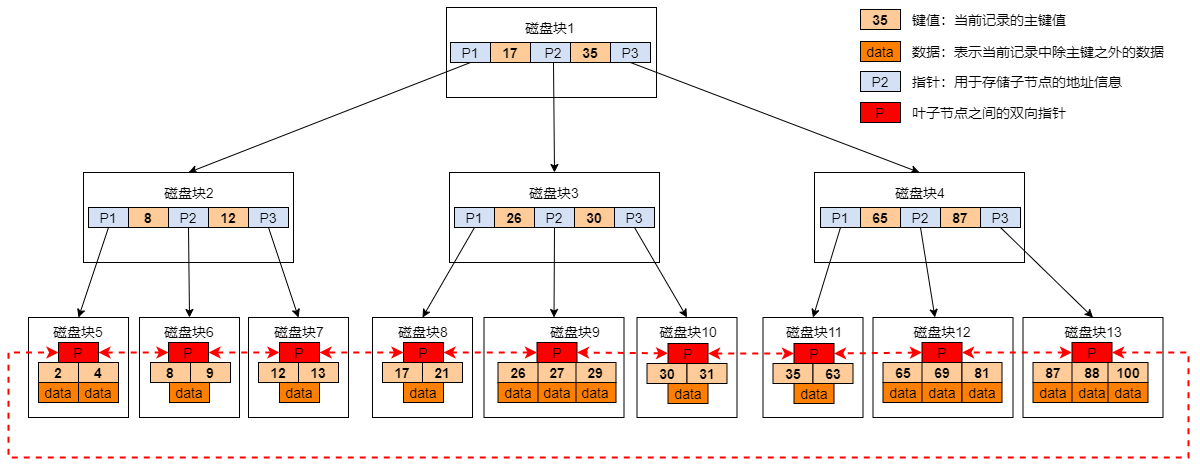 磁盘块1
P1 17 P2 35 P3
35 键值：当前记录的主键值
data 数据：表示当前记录中除主键之外的数据
P2 指针：用于存储子节点的地址信息
P 叶子节点之间的双向指针
磁盘块2
P1 8 P2 12 P3
磁盘块3
P1 26 P2 30 P3
磁盘块4
P1 65 P2 87 P3
磁盘块5
P
2 4
data data
磁盘块6
P
8 9
data
磁盘块7
P
12 13
data
磁盘块8
P
17 21
data
磁盘块9
P
26 27 29
data data data
磁盘块10
P
30 31
data
磁盘块11
P
35 63
data
磁盘块12
P
65 69 81
data data data
磁盘块13
P
87 88 100
data data data